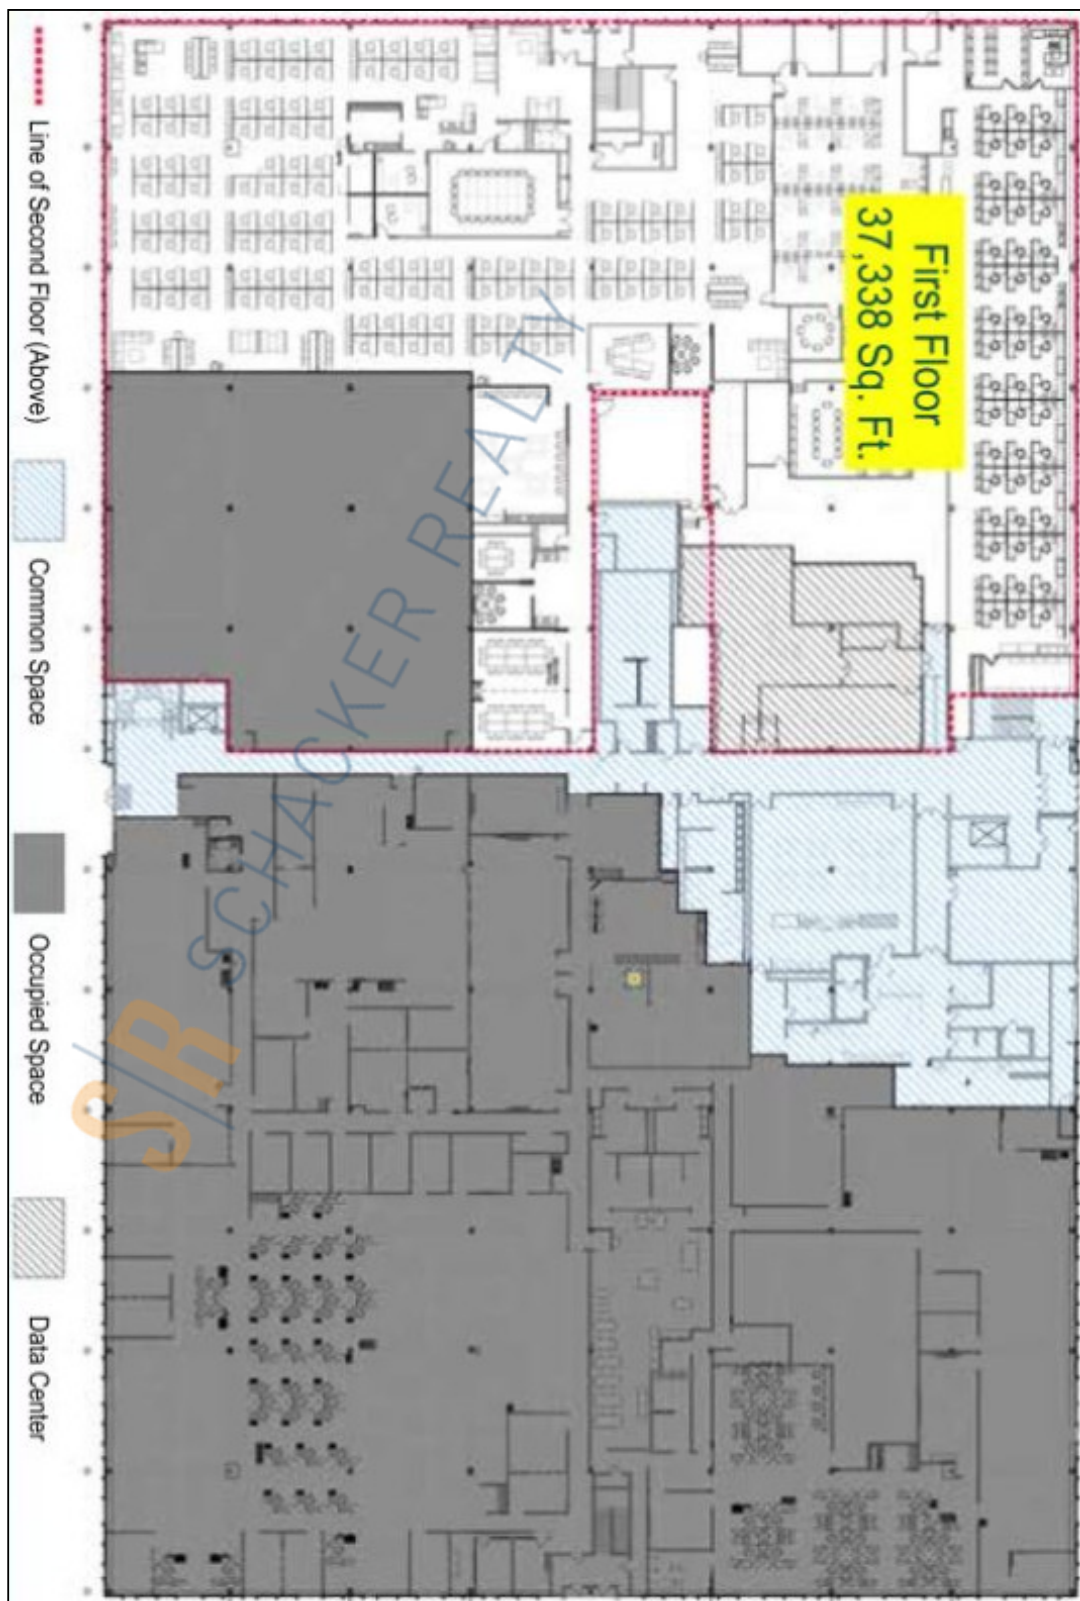 First Floor
37,338 Sq. Ft.
SCHACKER REALTY
SR
Line of Second Floor (Above)
Common Space
Occupied Space
Data Center